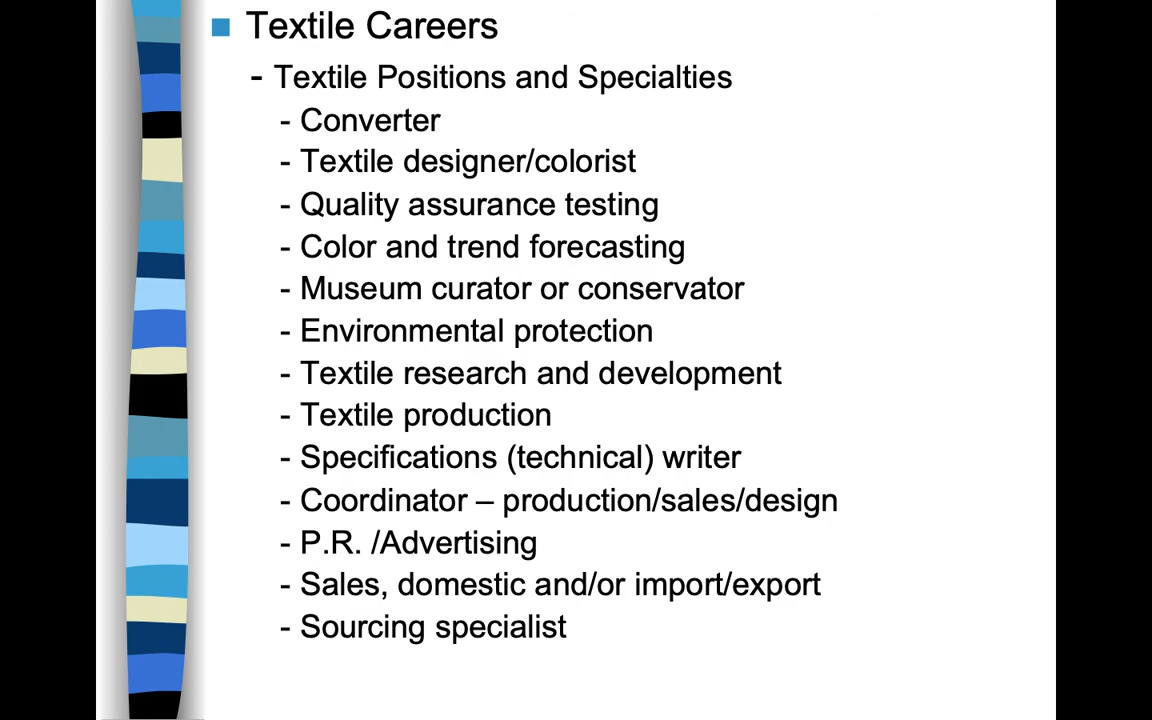 Textile Careers
- Textile Positions and Specialties
- Converter
- Textile designer/colorist
- Quality assurance testing
- Color and trend forecasting
- Museum curator or conservator
- Environmental protection
- Textile research and development
- Textile production
- Specifications (technical) writer
- Coordinator – production/sales/design
- P.R. /Advertising
- Sales, domestic and/or import/export
- Sourcing specialist